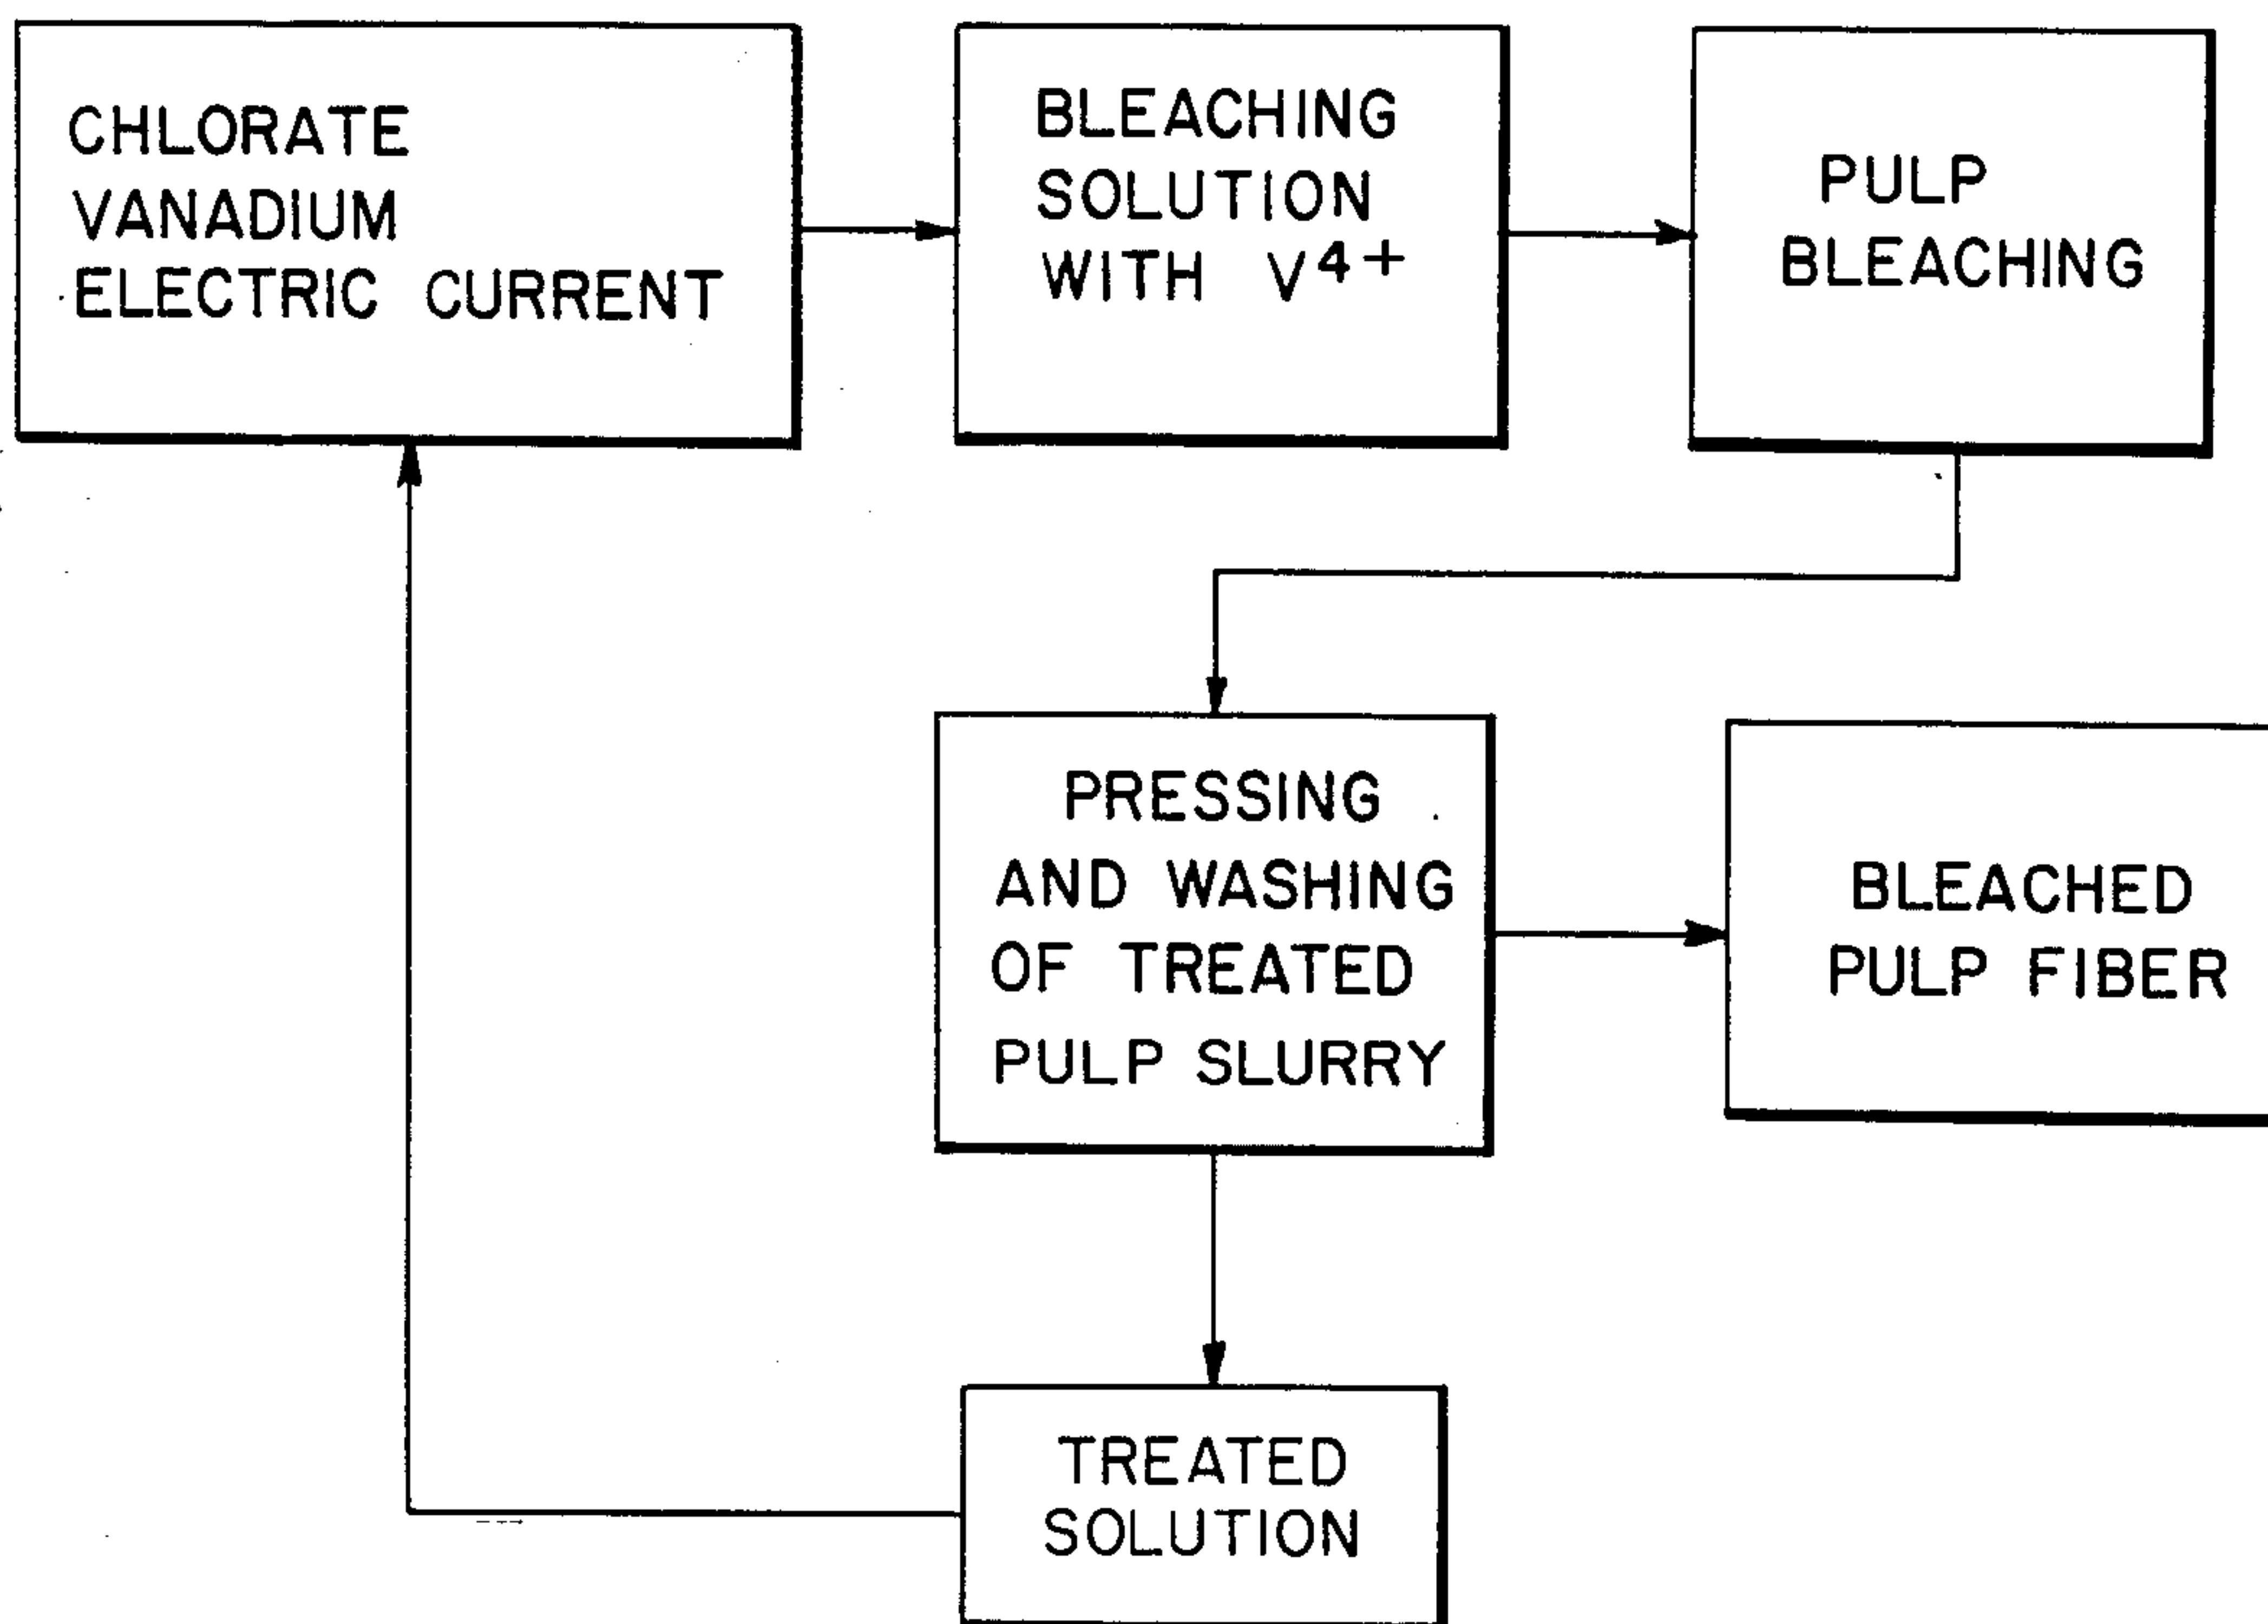 CHLORATE
VANADIUM
ELECTRIC CURRENT
BLEACHING
SOLUTION
WITH V⁴⁺
PULP
BLEACHING
PRESSING
AND WASHING
OF TREATED
PULP SLURRY
BLEACHED
PULP FIBER
TREATED
SOLUTION